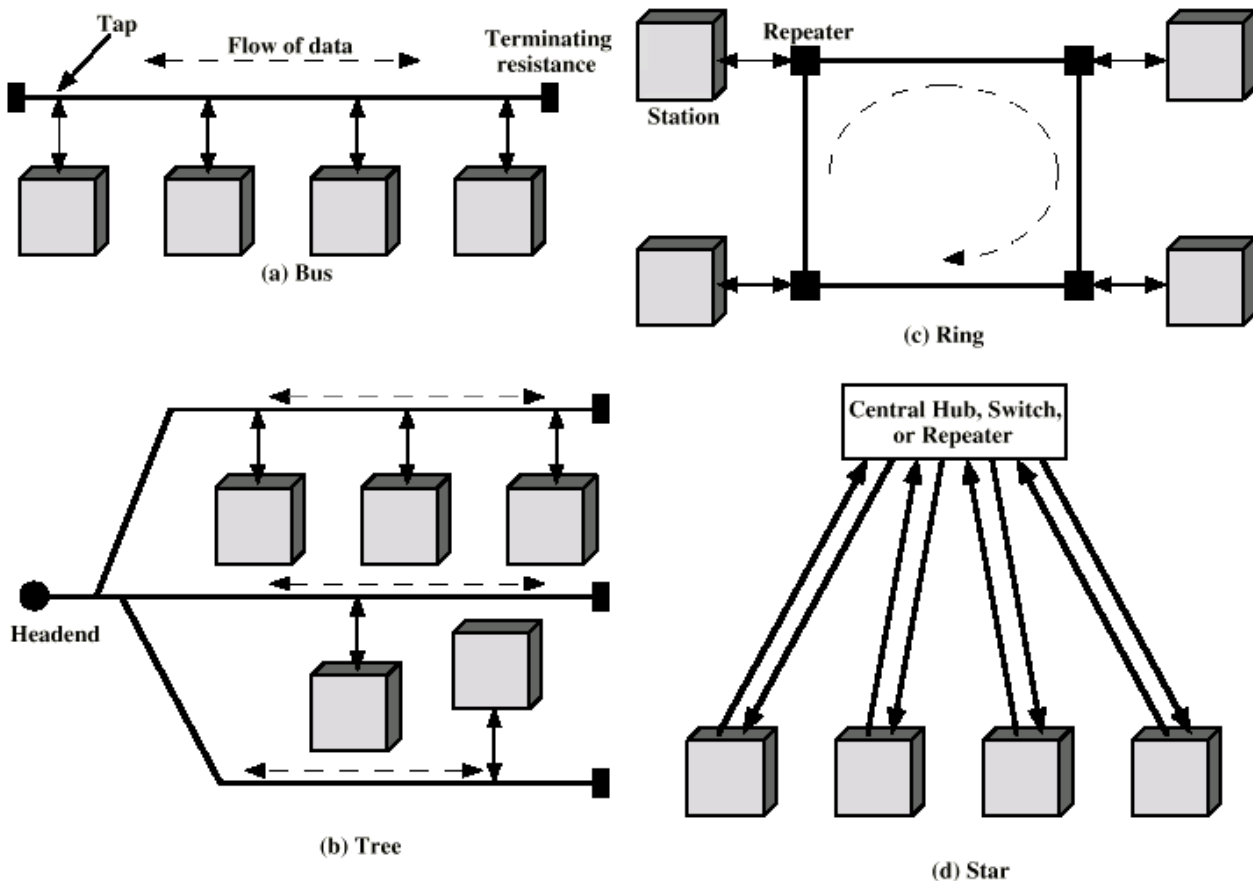 Tap
Flow of data
Terminating
resistance
(a) Bus
Repeater
Station
(c) Ring
Headend
(b) Tree
Central Hub, Switch,
or Repeater
(d) Star